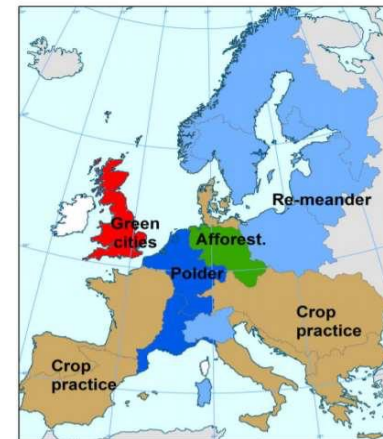 Re-meander
Green
cities
Afforest.
Polder
Crop
practice
Crop
practice